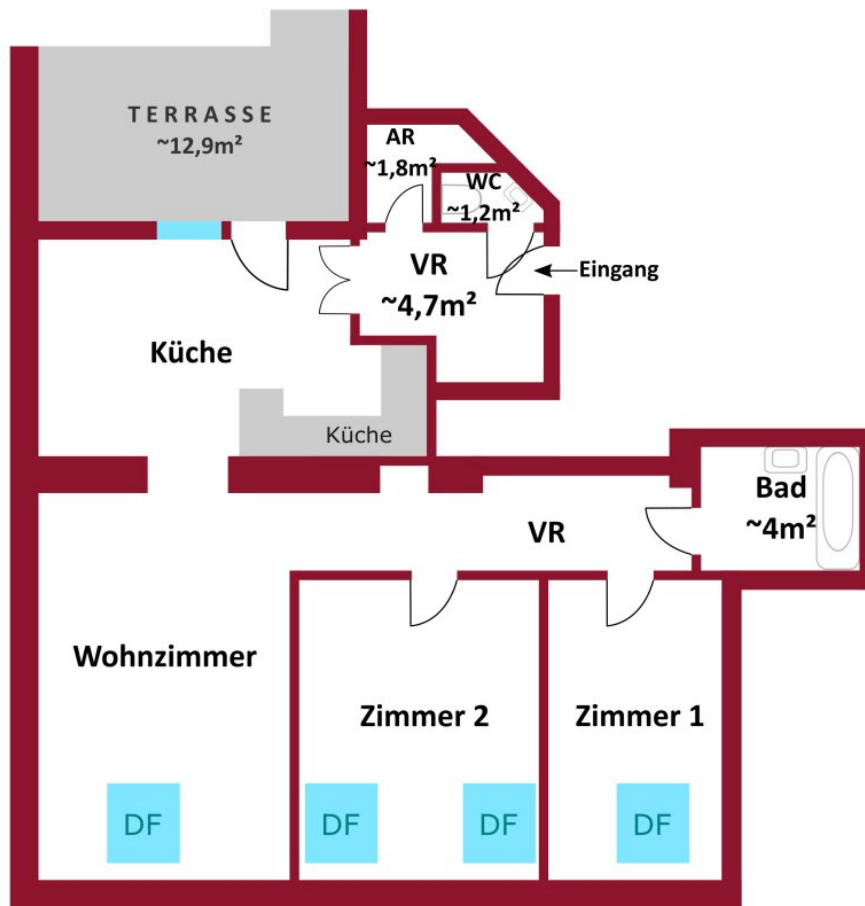 TERRASSE
~12,9m²
AR
~1,8m²
WC
~1,2m²
VR
~4,7m²
Eingang
Küche
Küche
Bad
~4m²
VR
Wohnzimmer
Zimmer 2
Zimmer 1
DF
DF
DF
DF